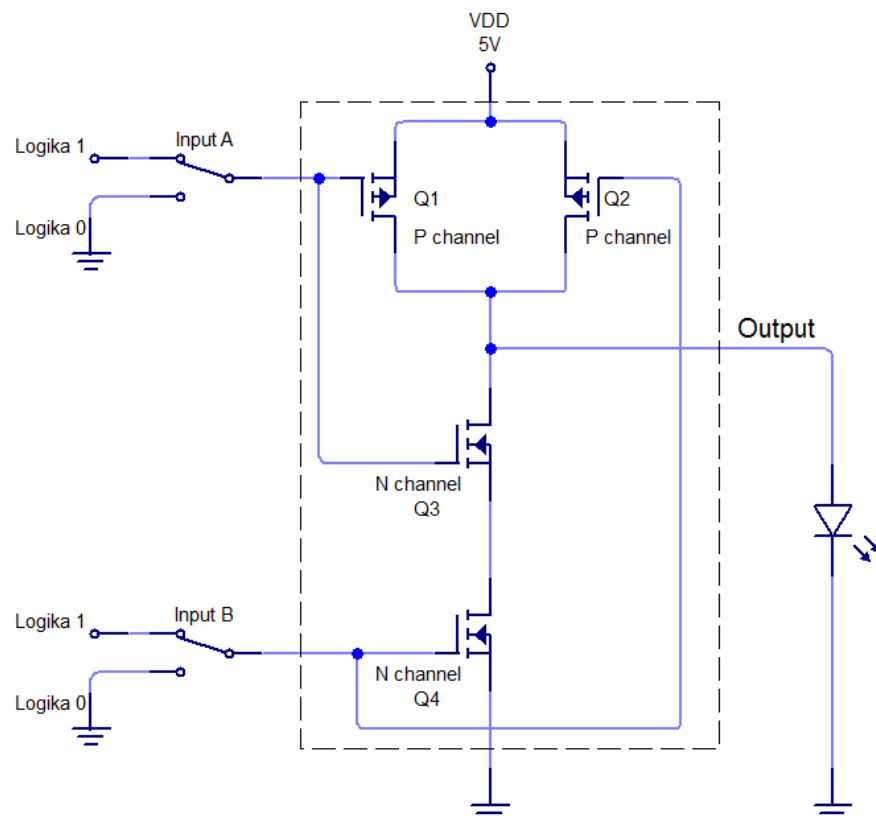 VDD
5V
Logika 1
Input A
Logika 0
Q1
Q2
P channel
P channel
Output
N channel
Q3
Logika 1
Input B
Logika 0
N channel
Q4